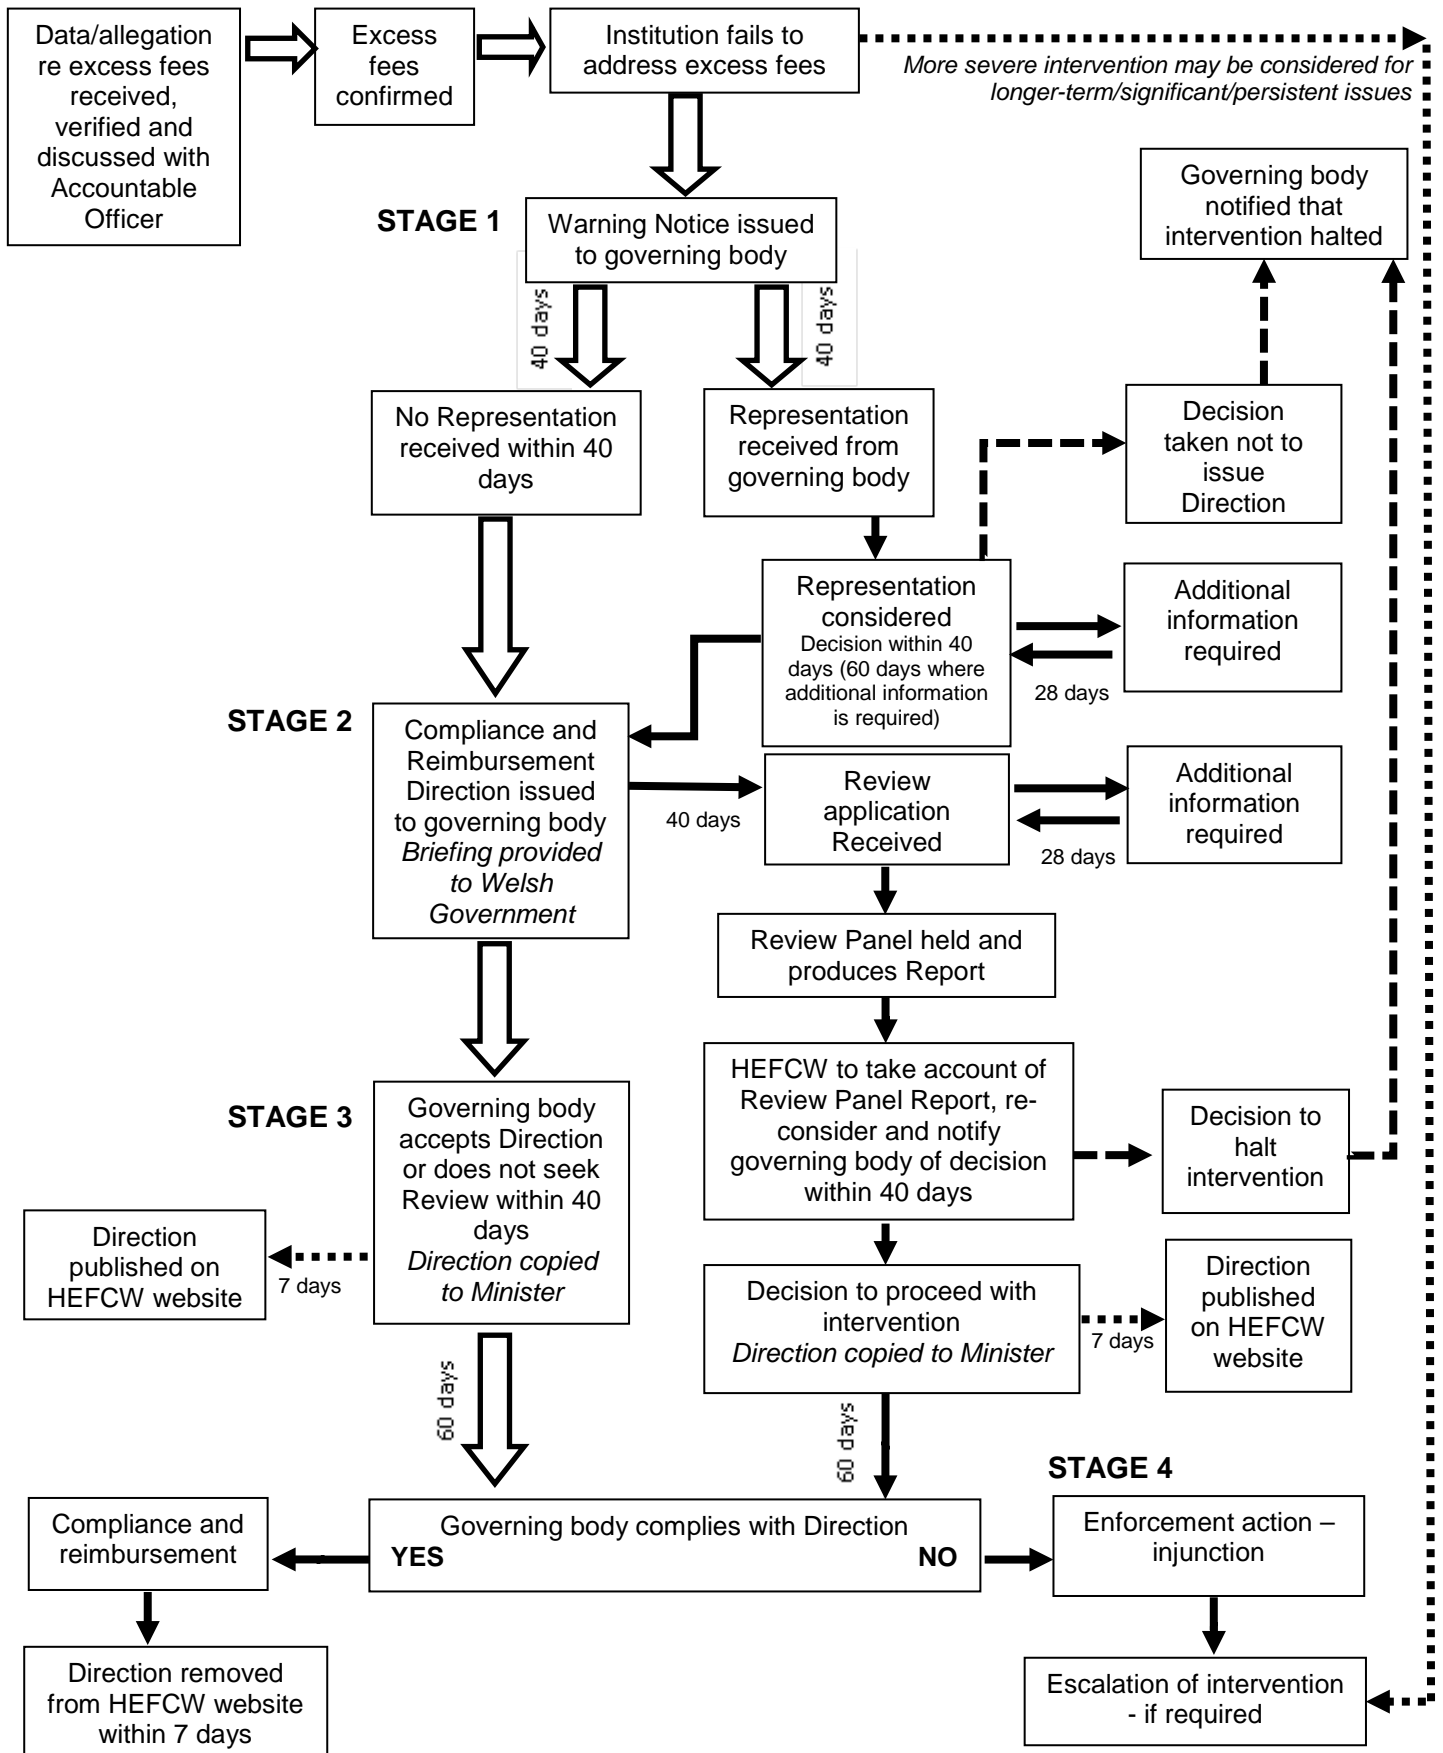 Data/allegation
re excess fees
received,
verified and
discussed with
Accountable
Officer
Excess
fees
confirmed
Institution fails to
address excess fees
More severe intervention may be considered for
longer-term/significant/persistent issues
Governing body
notified that
intervention halted
STAGE 1
Warning Notice issued
to governing body
40 days
40 days
No Representation
received within 40
days
Representation
received from
governing body
Decision
taken not to
issue
Direction
Representation
considered
Decision within 40
days (60 days where
additional information
is required)
Additional
information
required
28 days
STAGE 2
Compliance and
Reimbursement
Direction issued
to governing body
Briefing provided
to Welsh
Government
40 days
Review
application
Received
Additional
information
required
28 days
Review Panel held and
produces Report
STAGE 3
Governing body
accepts Direction
or does not seek
Review within 40
days
Direction copied
to Minister
HEFCW to take account of
Review Panel Report, re-
consider and notify
governing body of decision
within 40 days
Decision to
halt
intervention
Direction
published on
HEFCW website
7 days
Decision to proceed with
intervention
Direction copied to Minister
7 days
Direction
published
on HEFCW
website
60 days
60 days
STAGE 4
Compliance and
reimbursement
Governing body complies with Direction
YES NO
Enforcement action –
injunction
Direction removed
from HEFCW website
within 7 days
Escalation of intervention
- if required